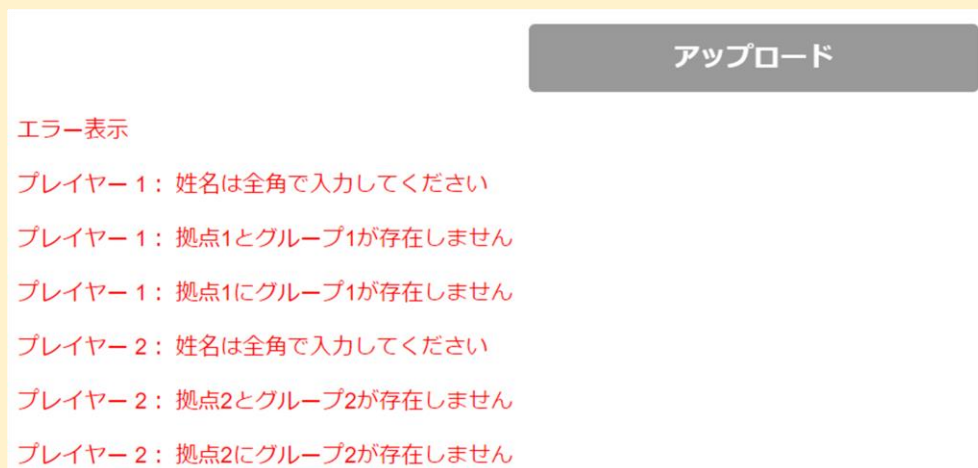 アップロード
エラー表示
プレイヤー 1： 姓名は全角で入力してください
プレイヤー 1： 拠点1とグループ1が存在しません
プレイヤー 1： 拠点1にグループ1が存在しません
プレイヤー 2： 姓名は全角で入力してください
プレイヤー 2： 拠点2とグループ2が存在しません
プレイヤー 2： 拠点2にグループ2が存在しません